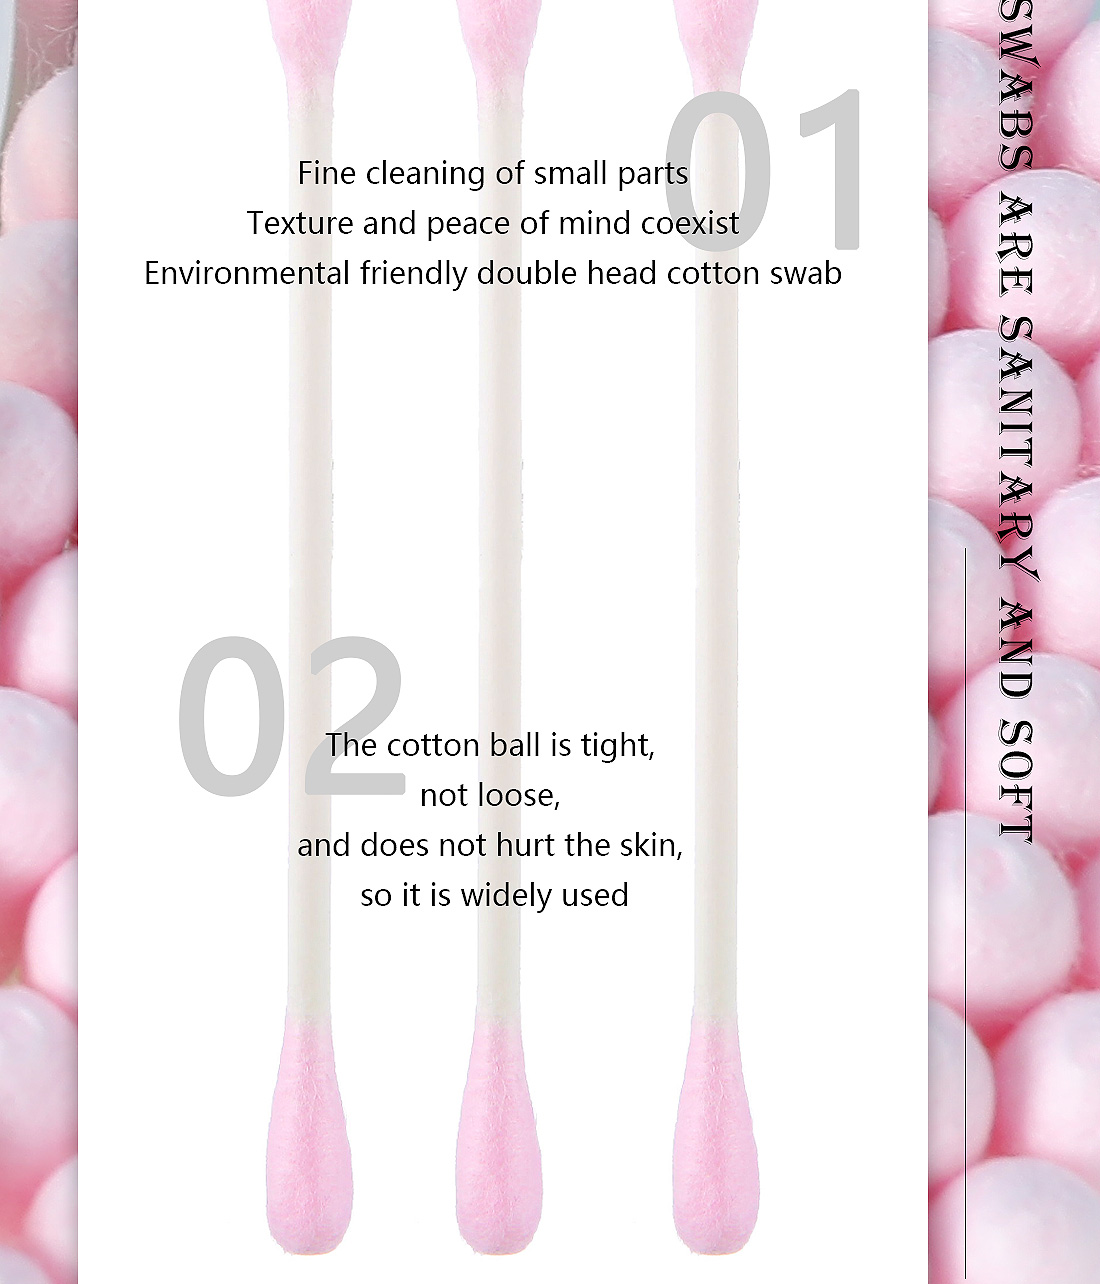 01
Fine cleaning of small parts
Texture and peace of mind coexist
Environmental friendly double head cotton swab
02
The cotton ball is tight,
not loose,
and does not hurt the skin,
so it is widely used
SWABS ARE SANITARY AND SOFT